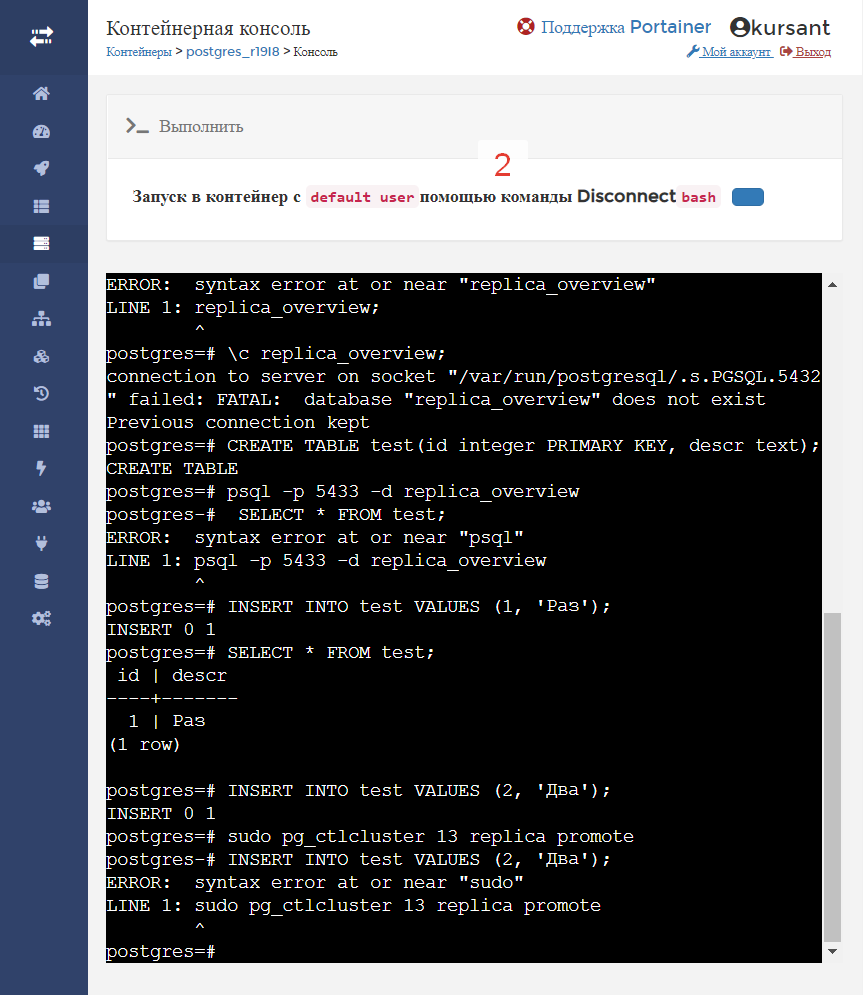 Контейнерная консоль
Поддержка Portainer
kursant
Контейнеры > postgres_r19l8 > Консоль
Мой аккаунт Выход
Выполнить
2
Запуск в контейнер с default user помощью команды Disconnect bash
ERROR:  syntax error at or near "replica_overview"
LINE 1: replica_overview;
^
postgres=# \c replica_overview;
connection to server on socket "/var/run/postgresql/.s.PGSQL.5432
" failed: FATAL:  database "replica_overview" does not exist
Previous connection kept
postgres=# CREATE TABLE test(id integer PRIMARY KEY, descr text);
CREATE TABLE
postgres=# psql -p 5433 -d replica_overview
postgres-#  SELECT * FROM test;
ERROR:  syntax error at or near "psql"
LINE 1: psql -p 5433 -d replica_overview
^
postgres=# INSERT INTO test VALUES (1, 'Раз');
INSERT 0 1
postgres=# SELECT * FROM test;
id | descr
----+-------
1 | Раз
(1 row)
postgres=# INSERT INTO test VALUES (2, 'Два');
INSERT 0 1
postgres=# sudo pg_ctlcluster 13 replica promote
postgres-# INSERT INTO test VALUES (2, 'Два');
ERROR:  syntax error at or near "sudo"
LINE 1: sudo pg_ctlcluster 13 replica promote
^
postgres=#